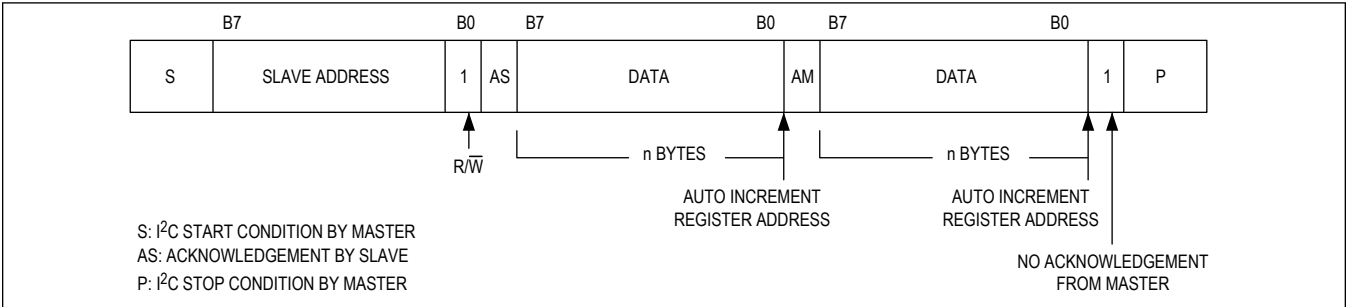 B7 B0 B7 B0 B7 B0
S SLAVE ADDRESS 1 AS DATA AM DATA 1 P
R/W̅ n BYTES n BYTES
AUTO INCREMENT
REGISTER ADDRESS
AUTO INCREMENT
REGISTER ADDRESS
S: I²C START CONDITION BY MASTER
AS: ACKNOWLEDGEMENT BY SLAVE
P: I²C STOP CONDITION BY MASTER
NO ACKNOWLEDGEMENT
FROM MASTER